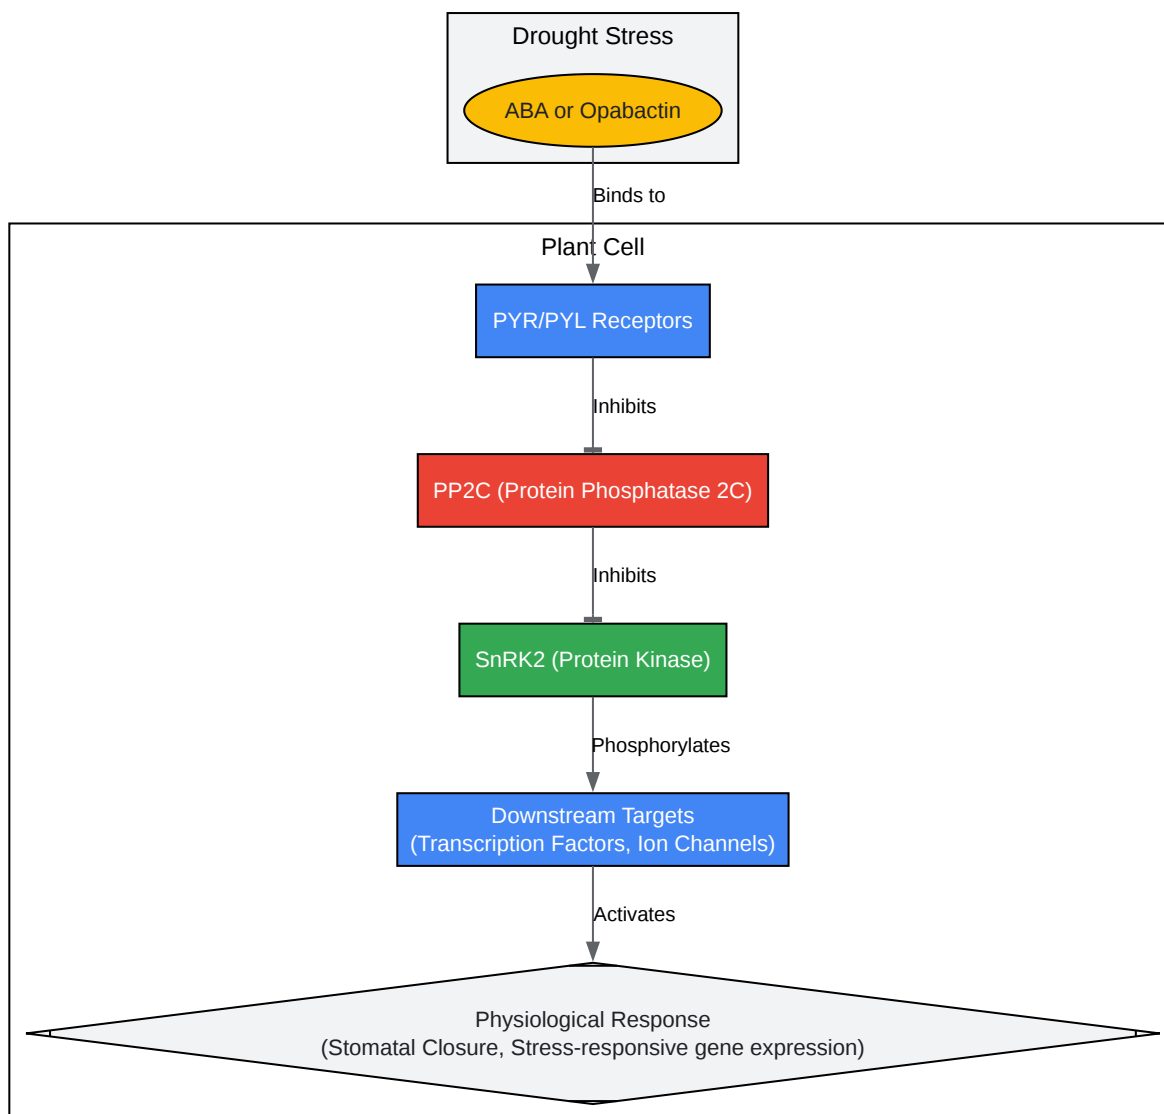 Drought Stress
ABA or Opabactin
Binds to
Plant Cell
PYR/PYL Receptors
Inhibits
PP2C (Protein Phosphatase 2C)
Inhibits
SnRK2 (Protein Kinase)
Phosphorylates
Downstream Targets
(Transcription Factors, Ion Channels)
Activates
Physiological Response
(Stomatal Closure, Stress-responsive gene expression)